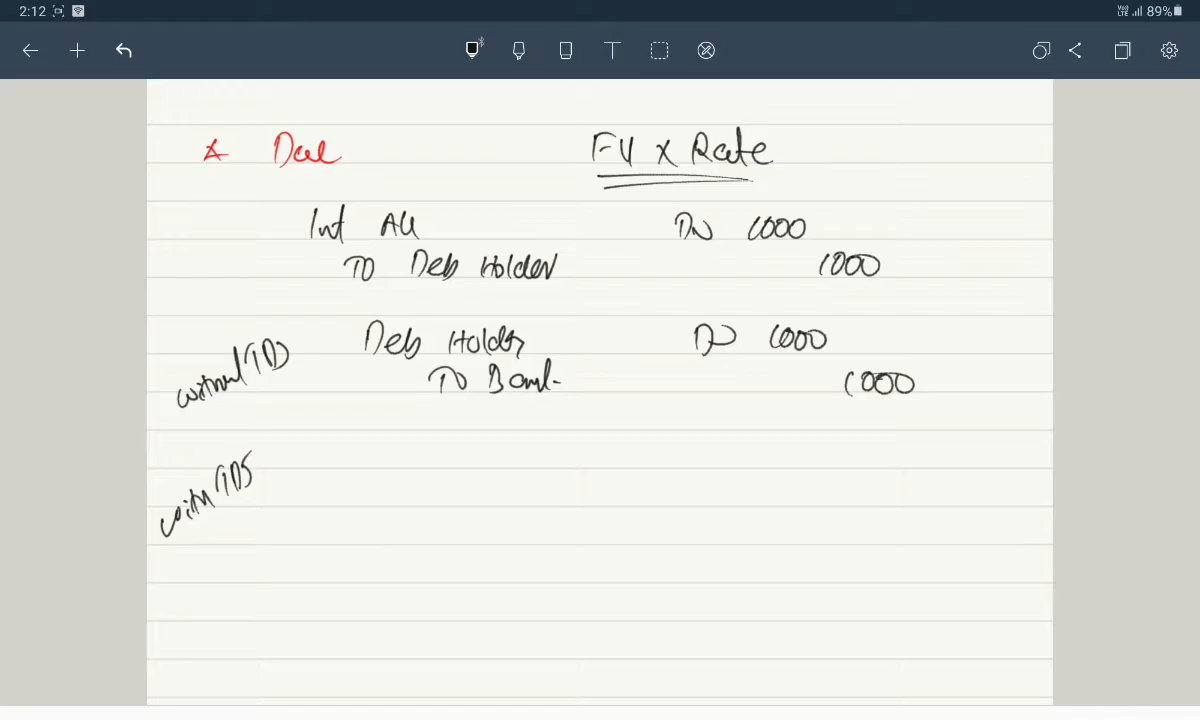 2:12 89%
Due FV x Rate
Int A/c Dr 1000
To Deb Holder 1000
Deb Holder Dr 1000
without TDS To Bank 1000
with TDS